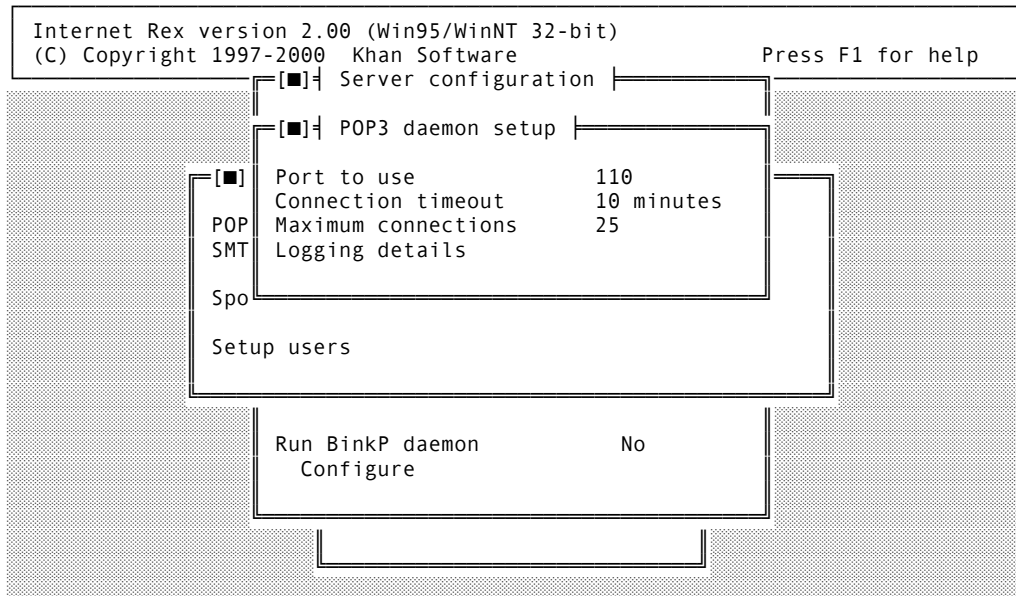 Internet Rex version 2.00 (Win95/WinNT 32-bit)
(C) Copyright 1997-2000 Khan Software Press F1 for help
[■] Server configuration
[■] POP3 daemon setup
[■] Port to use 110
Connection timeout 10 minutes
POP Maximum connections 25
SMT Logging details
Spo
Setup users
Run BinkP daemon No
Configure